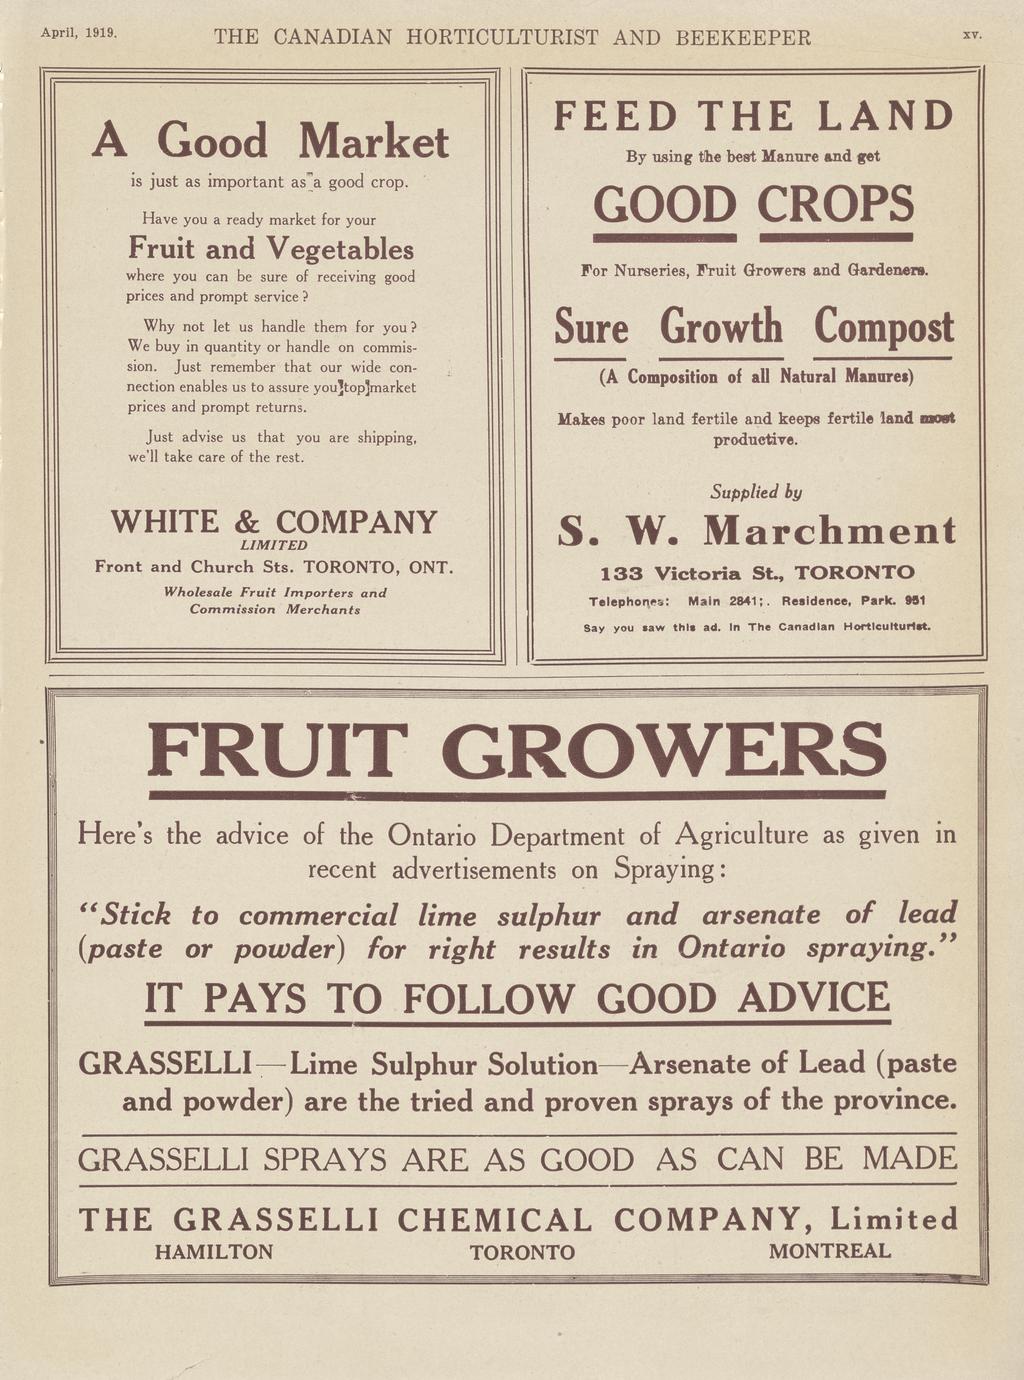 April, 1919.
THE CANADIAN HORTICULTURIST AND BEEKEEPER
xv.
A Good Market
is just as important as a good crop.
Have you a ready market for your
Fruit and Vegetables
where you can be sure of receiving good
prices and prompt service?
Why not let us handle them for you?
We buy in quantity or handle on commis-
sion. Just remember that our wide con-
nection enables us to assure you top market
prices and prompt returns.
Just advise us that you are shipping,
we'll take care of the rest.
WHITE & COMPANY
LIMITED
Front and Church Sts. TORONTO, ONT.
Wholesale Fruit Importers and
Commission Merchants
FEED THE LAND
By using the best Manure and get
GOOD CROPS
For Nurseries, Fruit Growers and Gardeners.
Sure Growth Compost
(A Composition of all Natural Manures)
Makes poor land fertile and keeps fertile land most
productive.
Supplied by
S. W. Marchment
133 Victoria St., TORONTO
Telephones: Main 2841;. Residence, Park. 951
Say you saw this ad. in The Canadian Horticulturist.
FRUIT GROWERS
Here's the advice of the Ontario Department of Agriculture as given in
recent advertisements on Spraying:
"Stick to commercial lime sulphur and arsenate of lead
(paste or powder) for right results in Ontario spraying."
IT PAYS TO FOLLOW GOOD ADVICE
GRASSELLI—Lime Sulphur Solution—Arsenate of Lead (paste
and powder) are the tried and proven sprays of the province.
GRASSELLI SPRAYS ARE AS GOOD AS CAN BE MADE
THE GRASSELLI CHEMICAL COMPANY, Limited
HAMILTON TORONTO MONTREAL